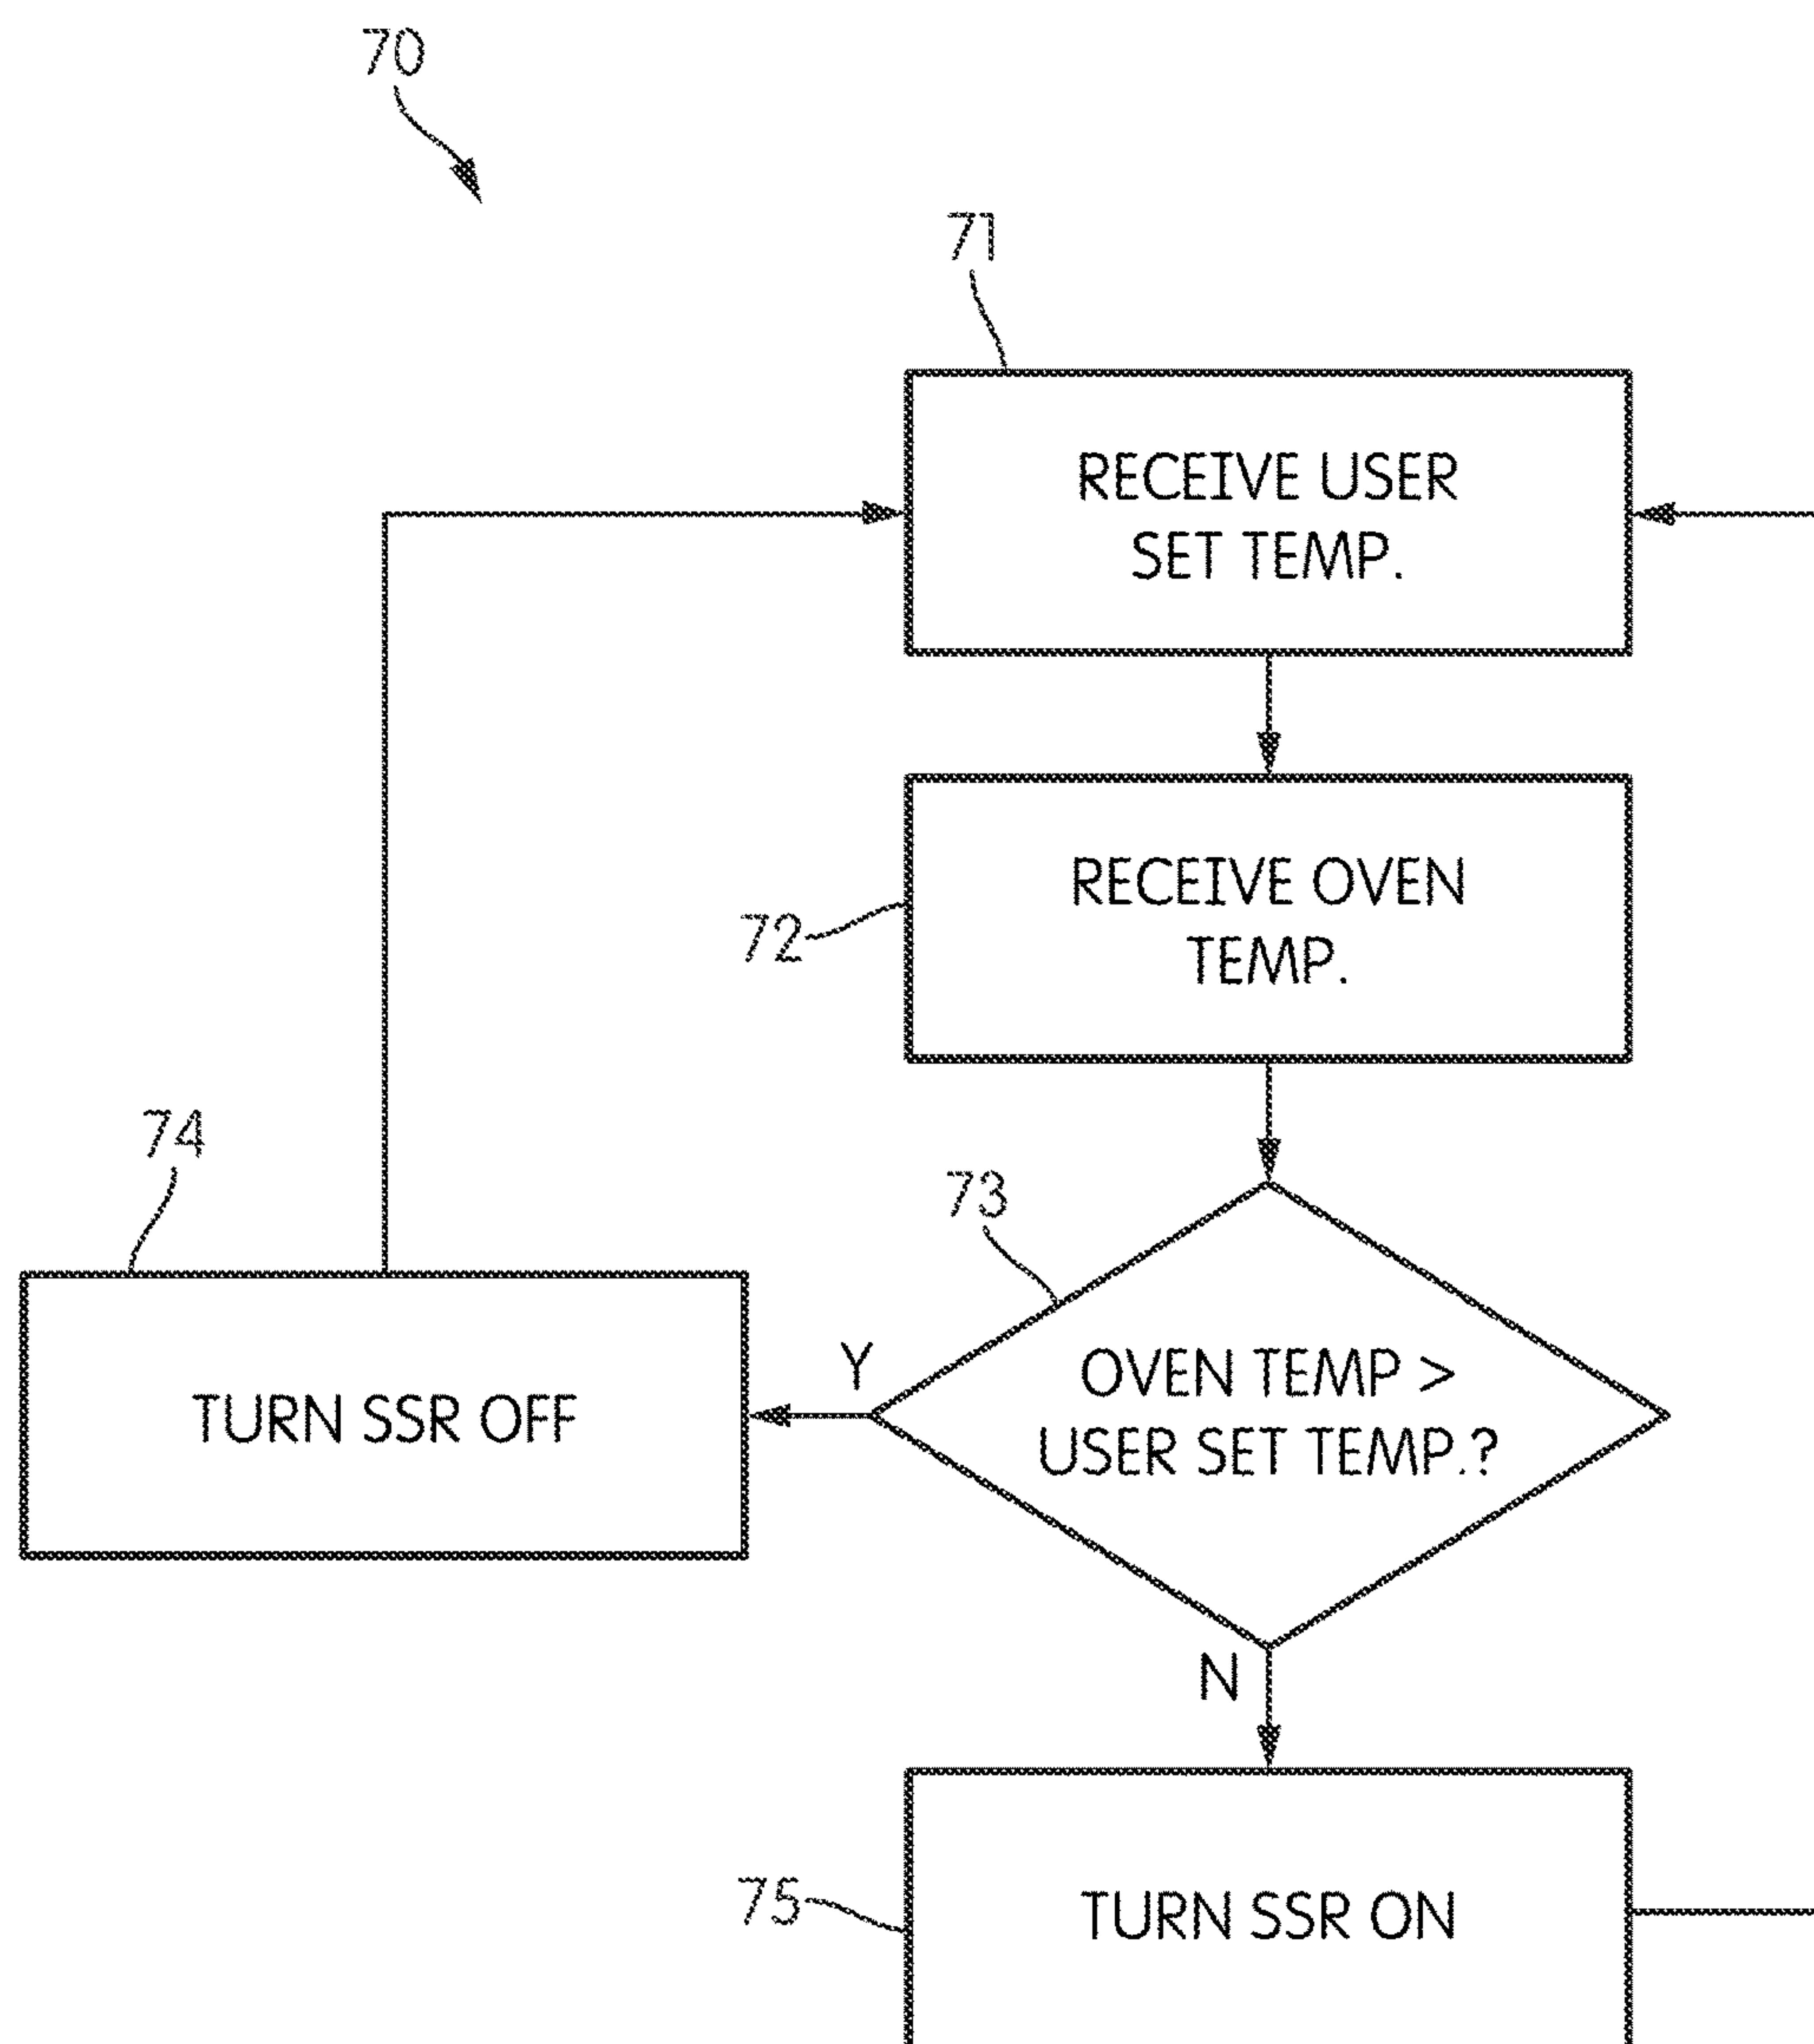 70
71
RECEIVE USER
SET TEMP.
RECEIVE OVEN
TEMP.
72
74
73
TURN SSR OFF
Y
OVEN TEMP >
USER SET TEMP.?
N
75
TURN SSR ON